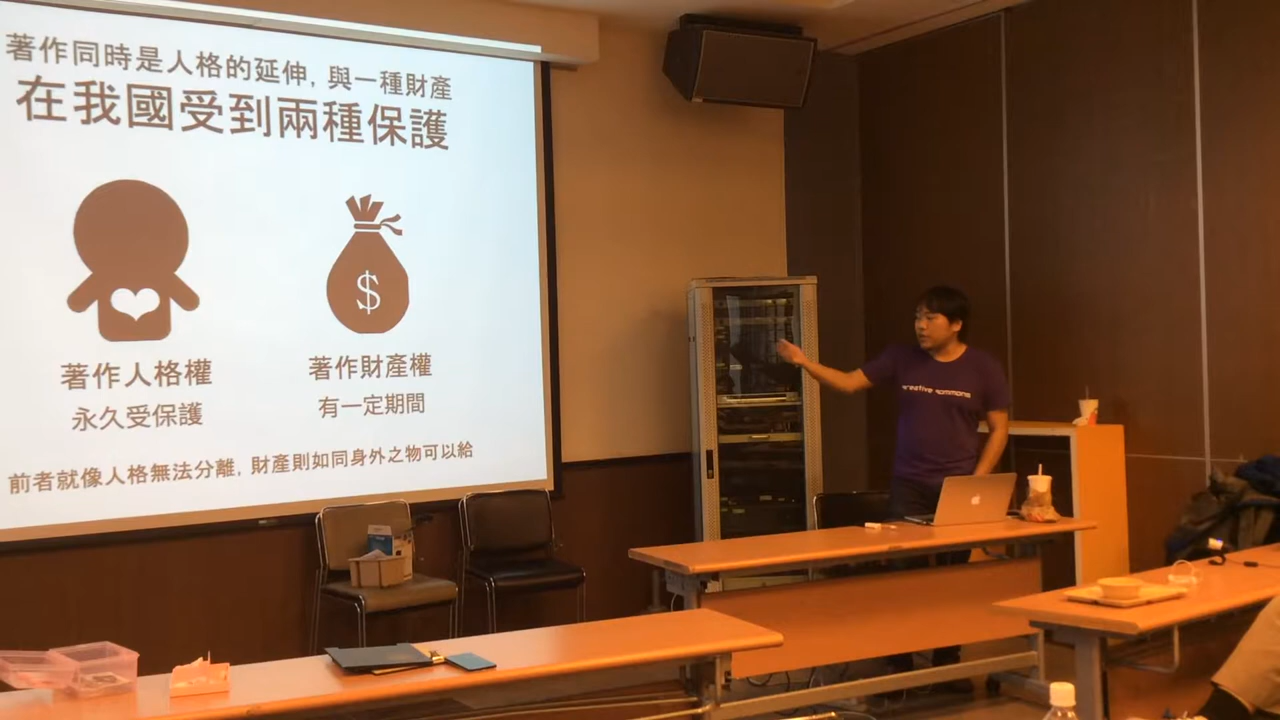 著作同時是人格的延伸, 與一種財產
在我國受到兩種保護
$
著作人格權
永久受保護
著作財產權
有一定期間
前者就像人格無法分離, 財產則如同身外之物可以給
creative commons